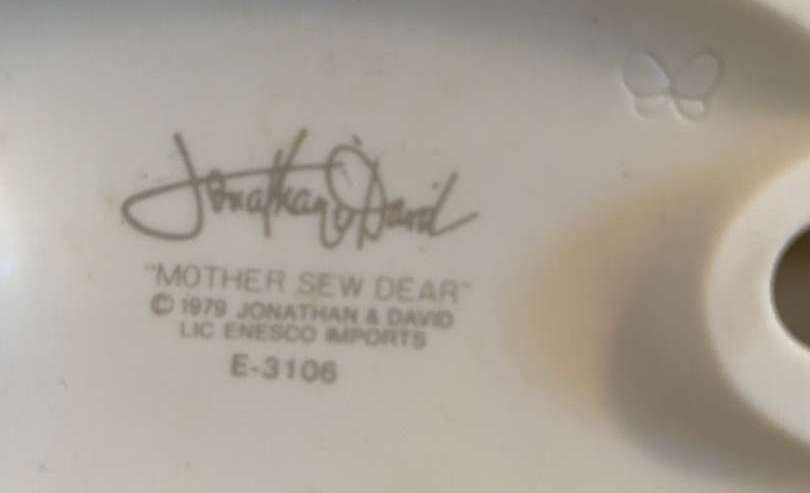 Jonathan & David
"MOTHER SEW DEAR"
© 1979 JONATHAN & DAVID
LIC ENESCO IMPORTS
E-3106